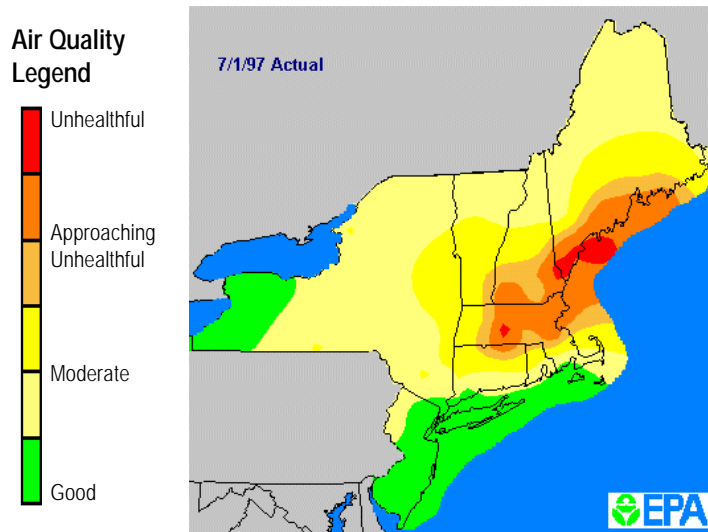 Air Quality
Legend
Unhealthful
Approaching
Unhealthful
Moderate
Good
7/1/97 Actual
EPA